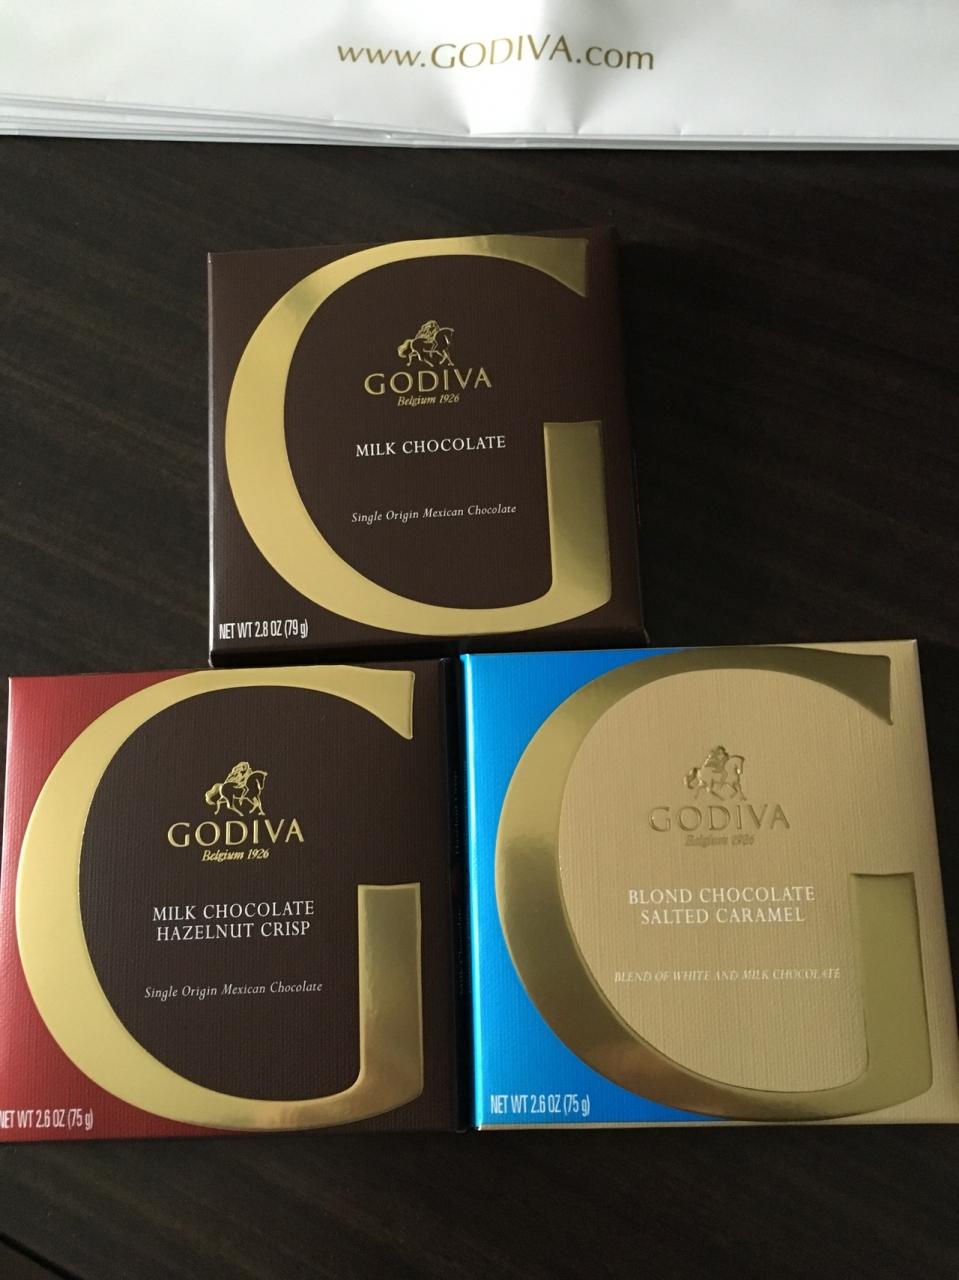 www.GODIVA.com
GODIVA
Belgium 1926
MILK CHOCOLATE
Single Origin Mexican Chocolate
NET WT 2.8 OZ (79 g)
GODIVA
Belgium 1926
MILK CHOCOLATE
HAZELNUT CRISP
Single Origin Mexican Chocolate
NET WT 2.6 OZ (75 g)
GODIVA
Belgium 1926
BLOND CHOCOLATE
SALTED CARAMEL
BLEND OF WHITE AND MILK CHOCOLATE
NET WT 2.6 OZ (75 g)